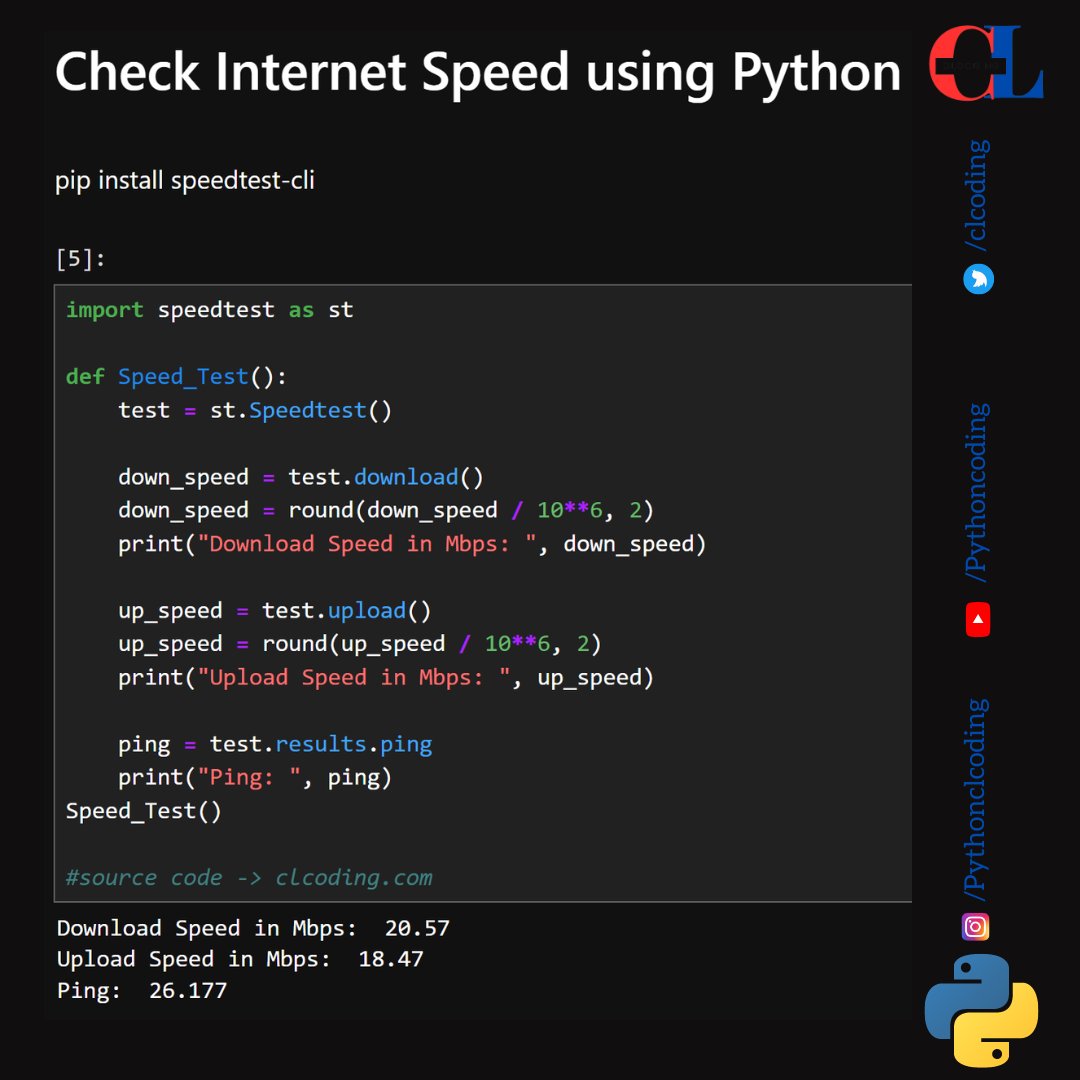 Check Internet Speed using Python
CL
pip install speedtest-cli
[5]:
import speedtest as st
def Speed_Test():
    test = st.Speedtest()
    down_speed = test.download()
    down_speed = round(down_speed / 10**6, 2)
    print("Download Speed in Mbps: ", down_speed)
    up_speed = test.upload()
    up_speed = round(up_speed / 10**6, 2)
    print("Upload Speed in Mbps: ", up_speed)
    ping = test.results.ping
    print("Ping: ", ping)
Speed_Test()
#source code -> clcoding.com
Download Speed in Mbps:  20.57
Upload Speed in Mbps:  18.47
Ping:  26.177
/clcoding
/Pythoncoding
/Pythonclcoding